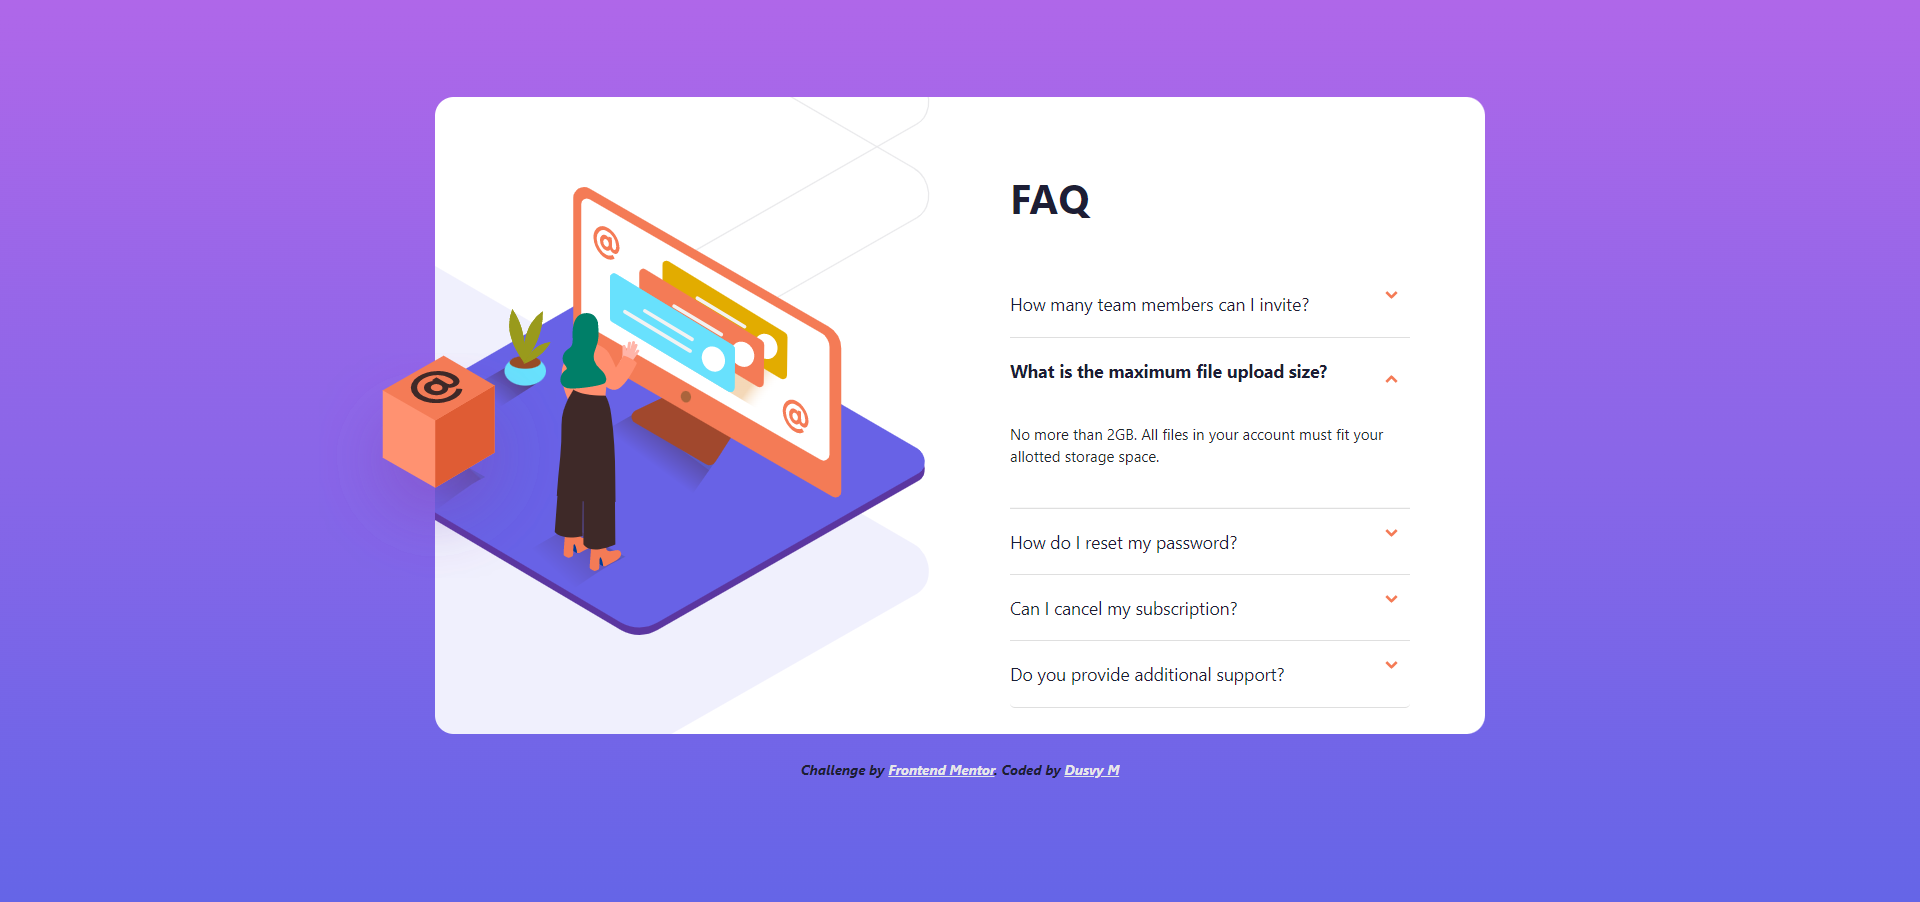 FAQ
How many team members can I invite?
What is the maximum file upload size?
No more than 2GB. All files in your account must fit your
allotted storage space.
How do I reset my password?
Can I cancel my subscription?
Do you provide additional support?
Challenge by Frontend Mentor. Coded by Dusvy M
@
@
@